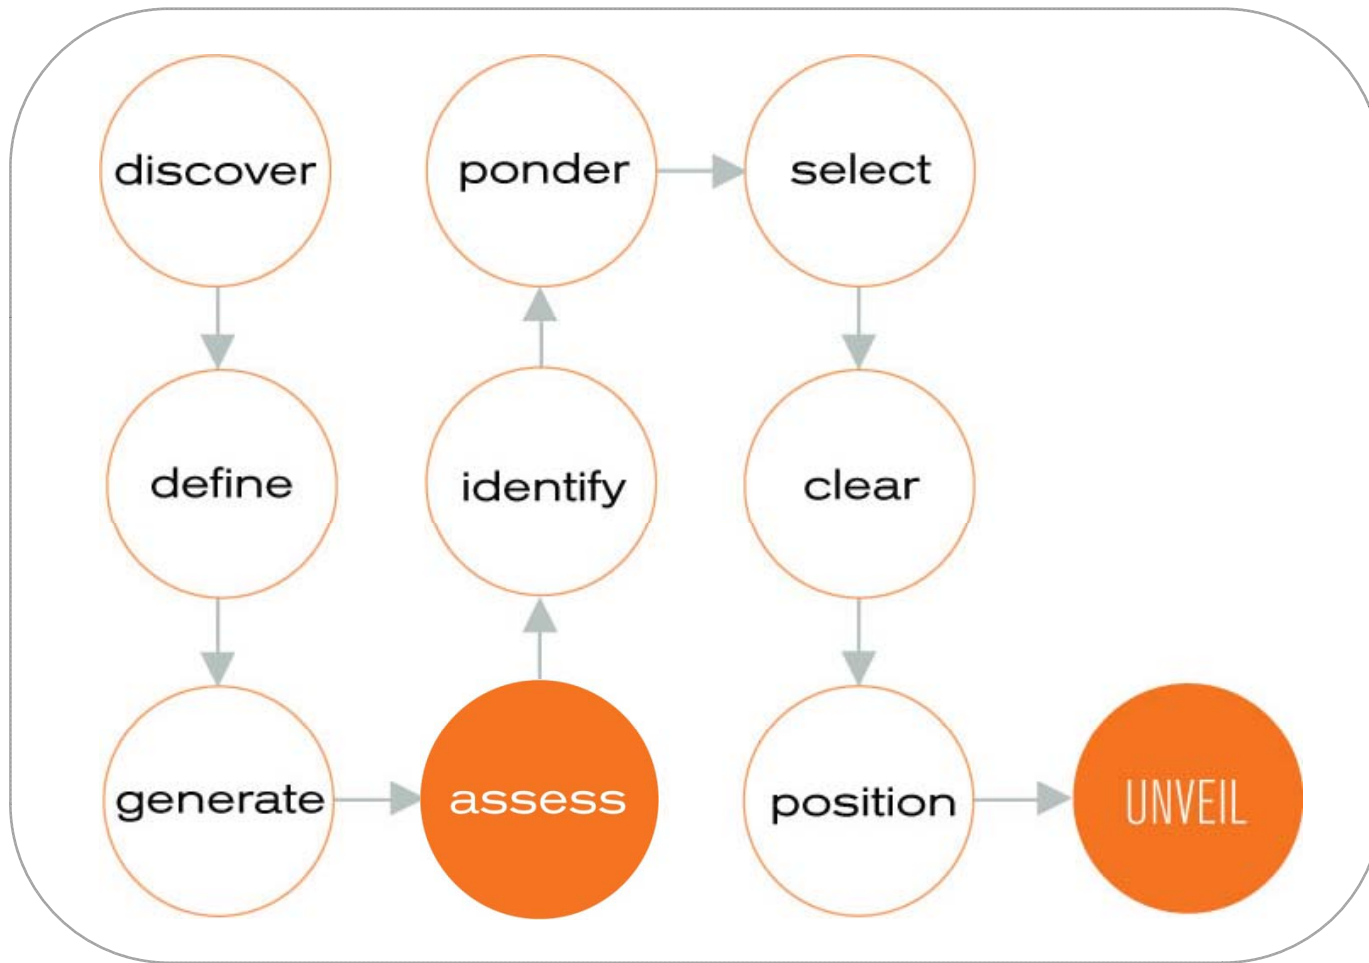 discover
define
generate
assess
identify
ponder
select
clear
position
UNVEIL